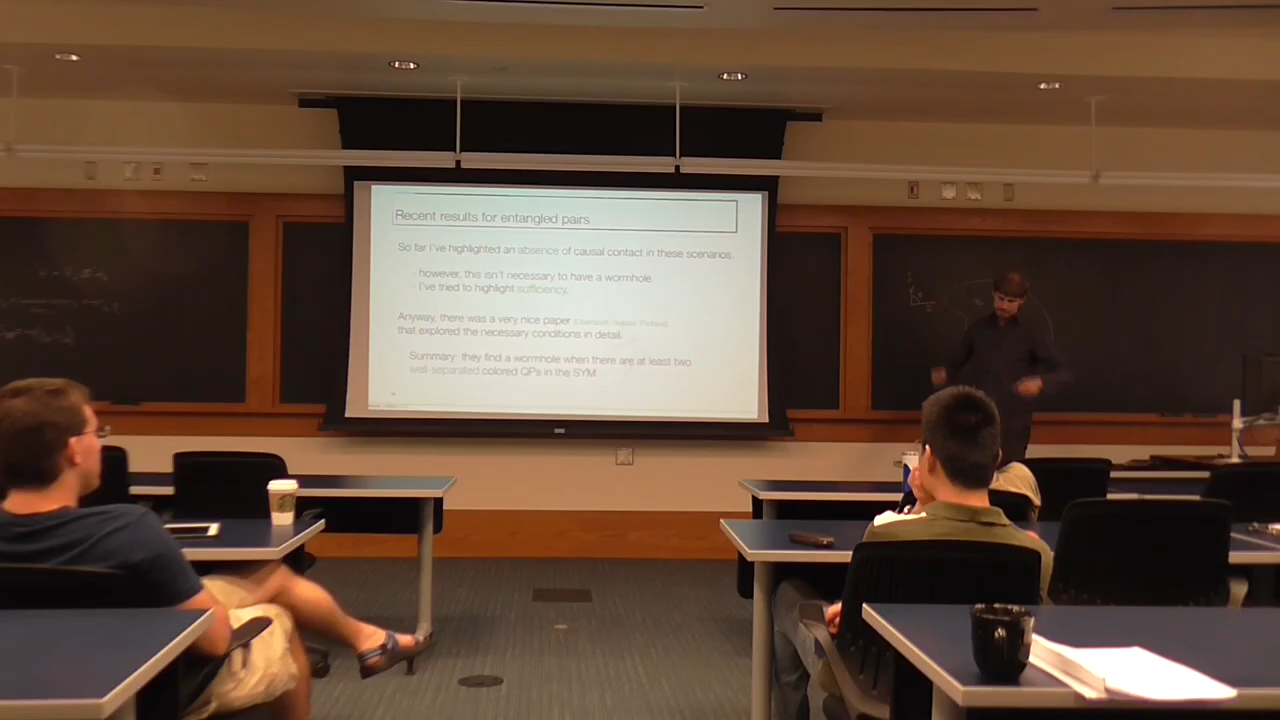 Recent results for entangled pairs
So far I've highlighted an absence of causal contact in these scenarios.
- however, this isn't necessary to have a wormhole.
- I've tried to highlight sufficiency.
Anyway, there was a very nice paper
that explored the necessary conditions in detail.
Summary: they find a wormhole when there are at least two
well-separated colored QPs in the SYM